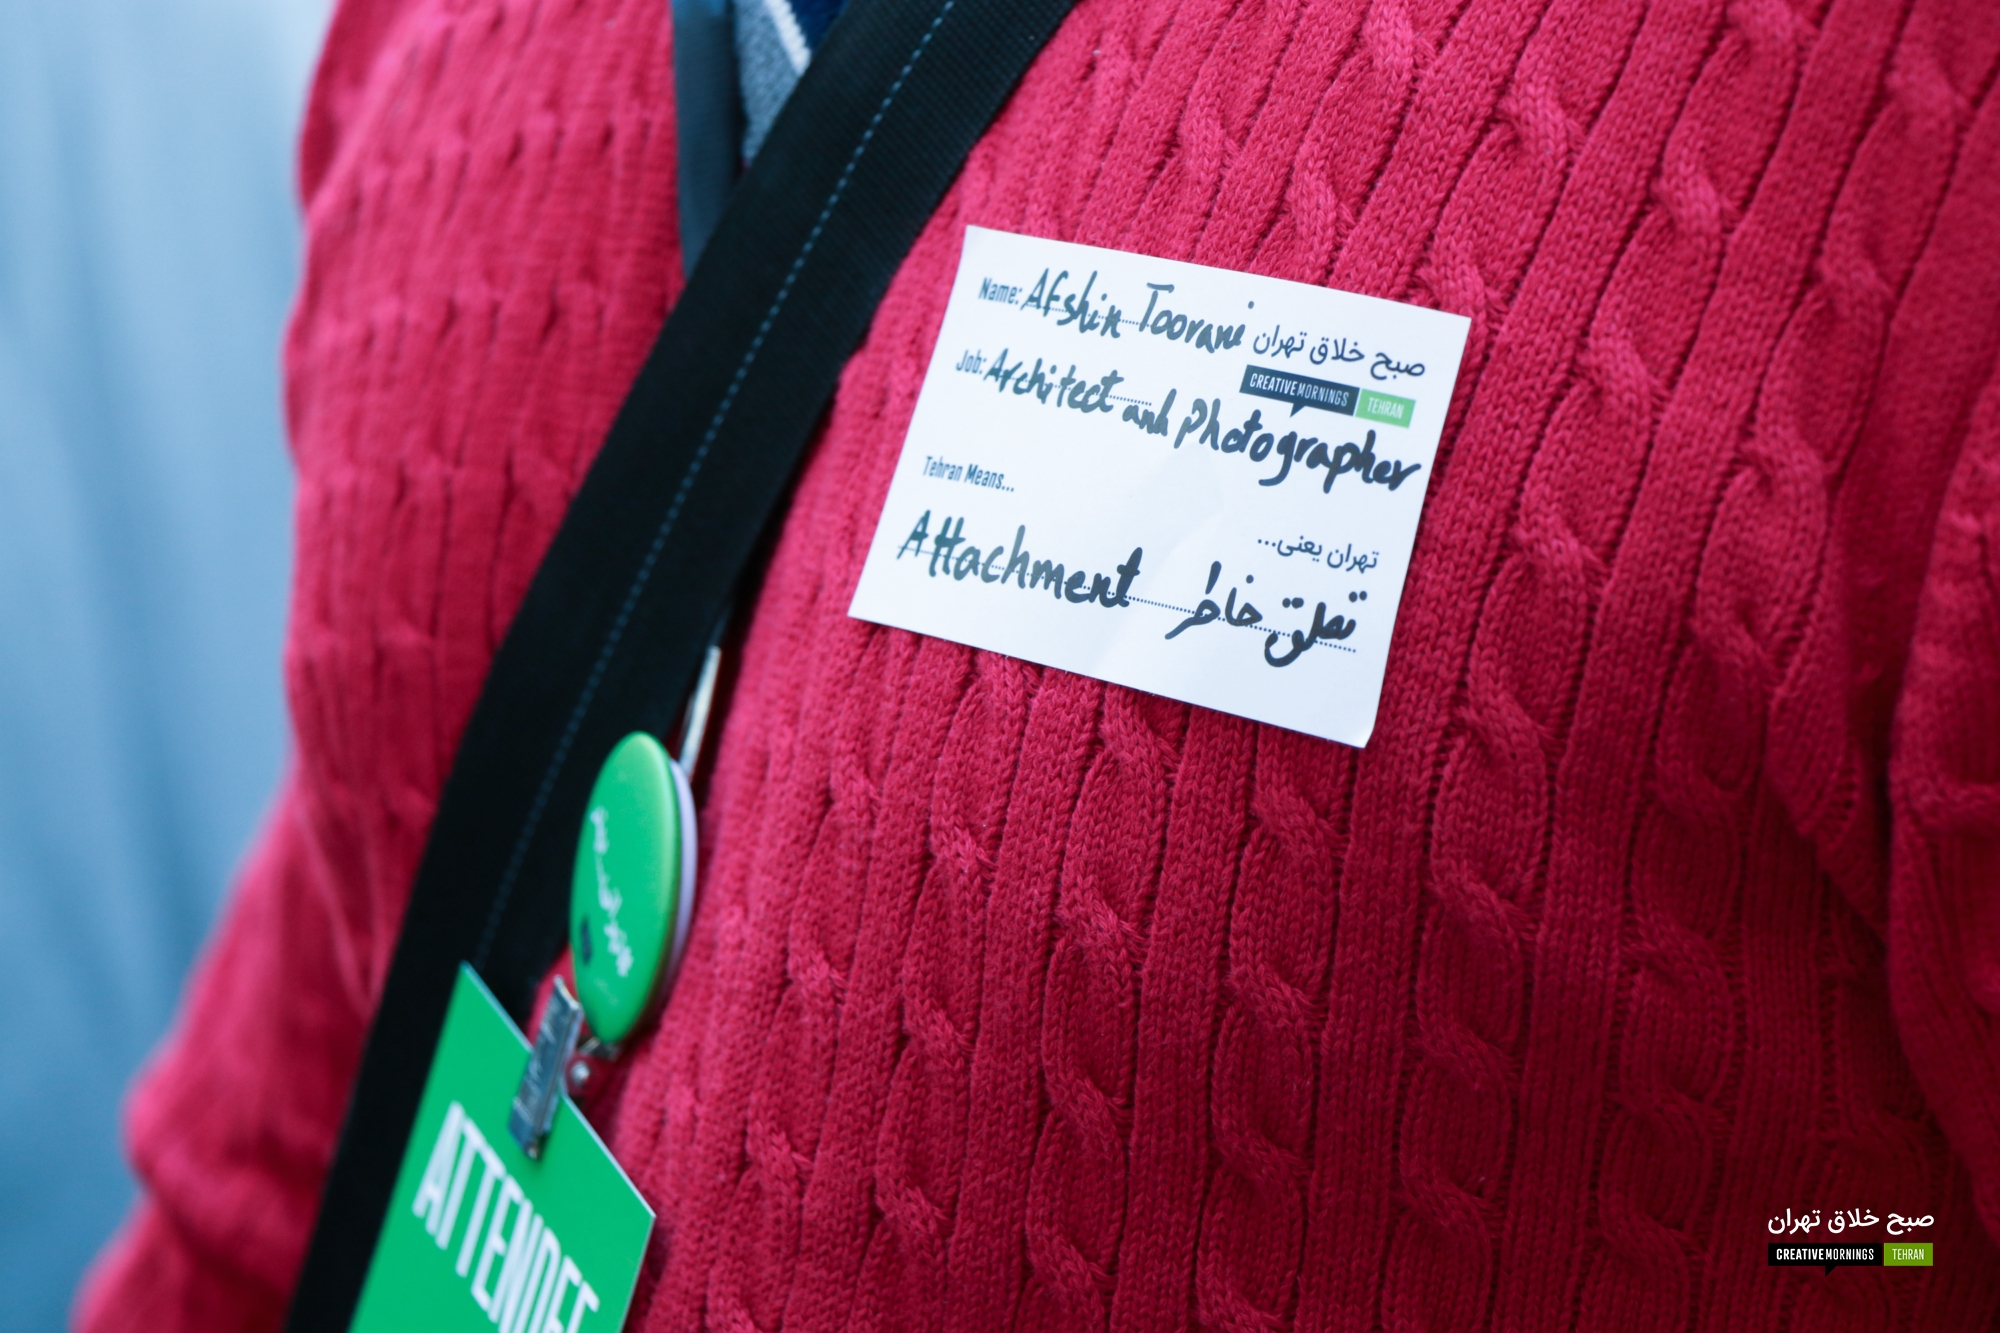 Name: Afshin Toorani
صبح خلاق تهران
Job: Architect and Photographer
CREATIVEMORNINGS TEHRAN
Tehran Means...
تهران یعنی...
Attachment
تعلق خاطر
ATTENDEE
صبح خلاق تهران
CREATIVEMORNINGS TEHRAN